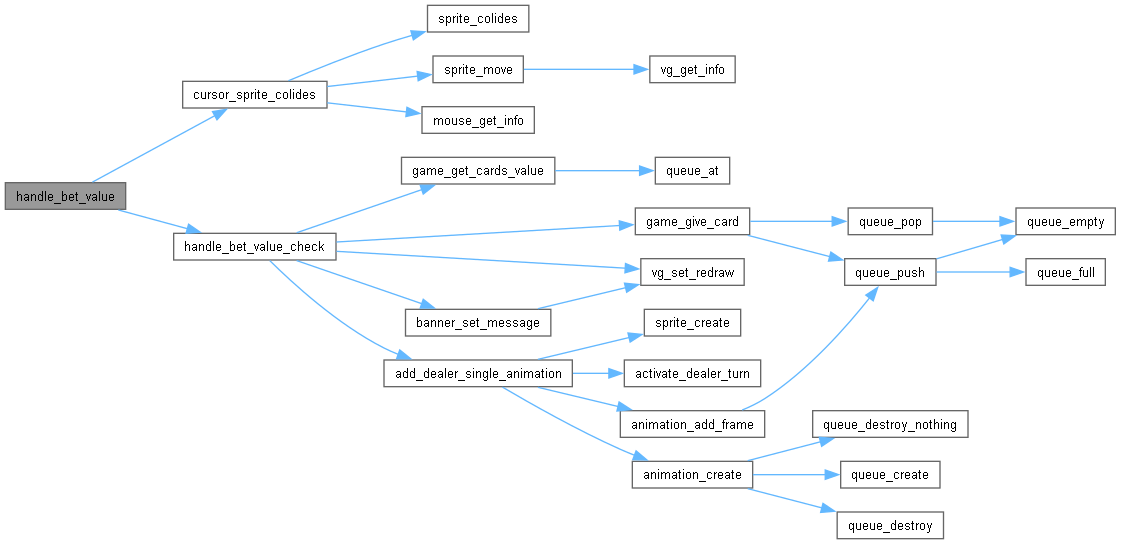 sprite_colides
sprite_move
vg_get_info
cursor_sprite_colides
mouse_get_info
game_get_cards_value
queue_at
handle_bet_value
game_give_card
queue_pop
queue_empty
handle_bet_value_check
vg_set_redraw
queue_push
queue_full
banner_set_message
sprite_create
add_dealer_single_animation
activate_dealer_turn
animation_add_frame
queue_destroy_nothing
animation_create
queue_create
queue_destroy